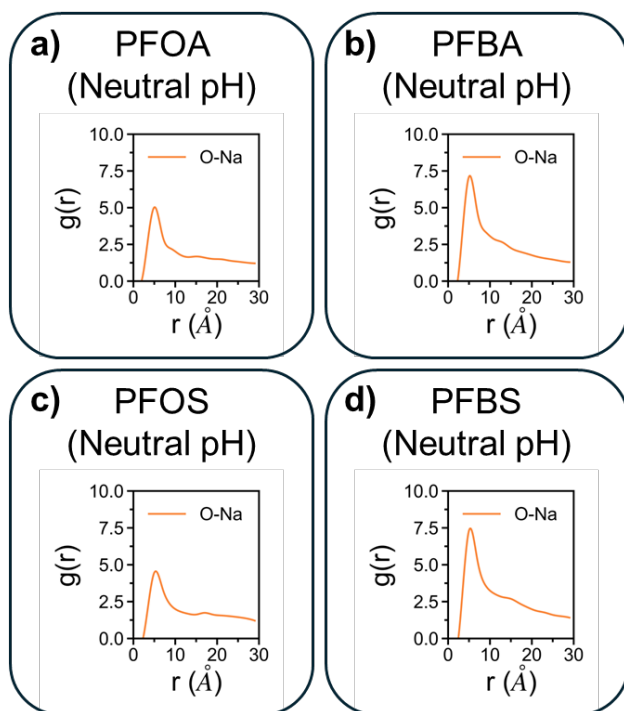 a) PFOA
(Neutral pH)
10.0
7.5
5.0
2.5
0.0
g(r)
O-Na
0 10 20 30
r (Å)
b) PFBA
(Neutral pH)
10.0
7.5
5.0
2.5
0.0
g(r)
O-Na
0 10 20 30
r (Å)
c) PFOS
(Neutral pH)
10.0
7.5
5.0
2.5
0.0
g(r)
O-Na
0 10 20 30
r (Å)
d) PFBS
(Neutral pH)
10.0
7.5
5.0
2.5
0.0
g(r)
O-Na
0 10 20 30
r (Å)